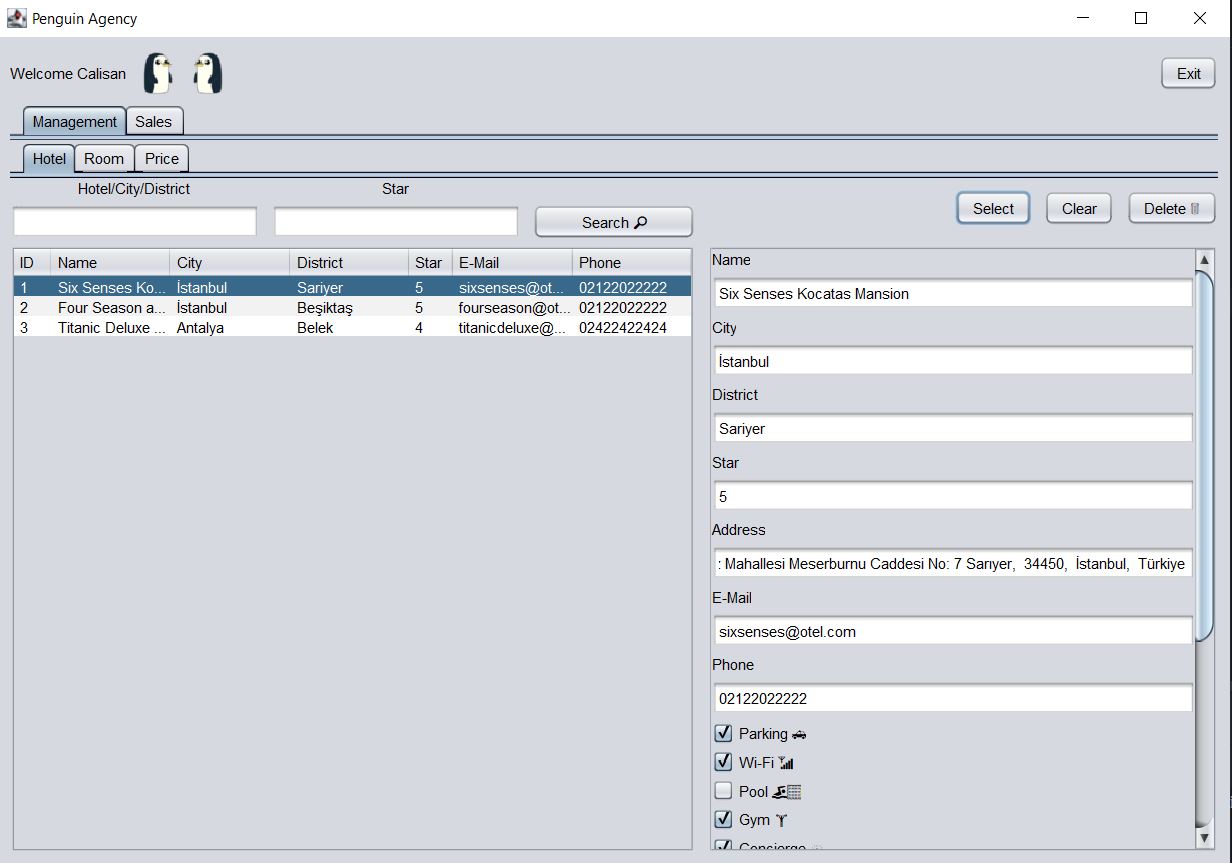 Penguin Agency
Welcome Calisan
Exit
Management Sales
Hotel Room Price
Hotel/City/District Star
Search
Select Clear Delete
ID Name City District Star E-Mail Phone
1 Six Senses Ko... İstanbul Sariyer 5 sixsenses@ot... 02122022222
2 Four Season a... İstanbul Beşiktaş 5 fourseason@ot... 02122022222
3 Titanic Deluxe ... Antalya Belek 4 titanicdeluxe@... 02422422424
Name
Six Senses Kocatas Mansion
City
İstanbul
District
Sariyer
Star
5
Address
: Mahallesi Meserburnu Caddesi No: 7 Sarıyer, 34450, İstanbul, Türkiye
E-Mail
sixsenses@otel.com
Phone
02122022222
Parking
Wi-Fi
Pool
Gym
Concierge